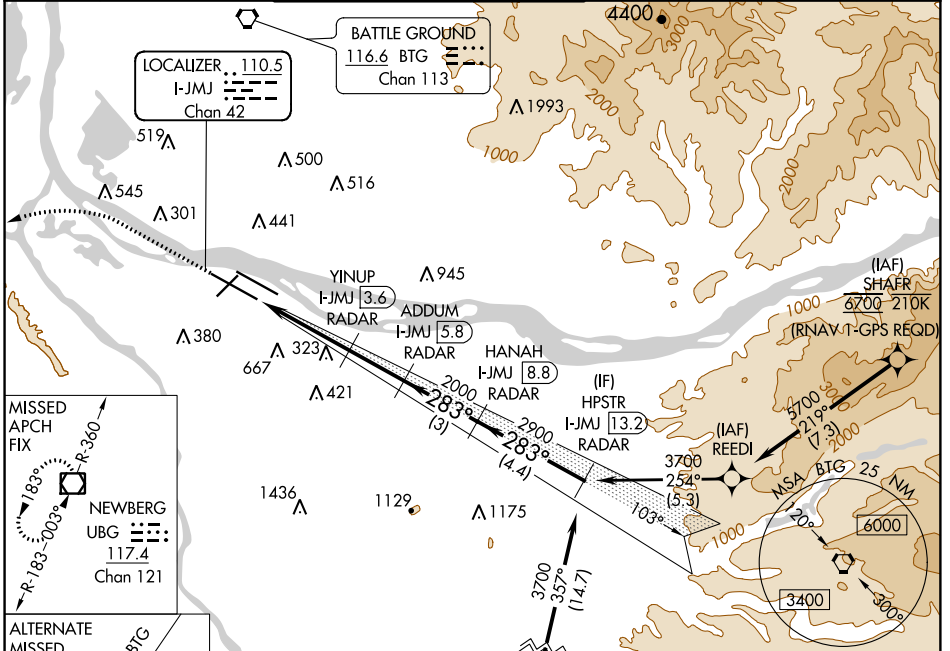 4400
3000
BATTLE GROUND
116.6 BTG
Chan 113
LOCALIZER 110.5
I-JMJ
Chan 42
2000
1993
1000
2000
519
500
516
545
301
441
945
(IAF)
SHAFR
6700 210K
(RNAV 1-GPS REQD)
1000
YINUP
I-JMJ 3.6
RADAR
ADDUM
I-JMJ 5.8
RADAR
HANAH
I-JMJ 8.8
RADAR
(IF)
HPSTR
I-JMJ 13.2
RADAR
380
667
323
421
2000
283°
(3)
2900
283°
(4.4)
3000
2000
5700
219°
(7.3)
(IAF)
REEDI
3700
254°
(5.3)
103°
1000
MISSED
APCH
FIX
R-360
183°
R-183
003°
NEWBERG
UBG
117.4
Chan 121
1436
1129
1175
3700
357°
(14.7)
MSA BTG 25 NM
120°
6000
3400
300°
ALTERNATE
MISSED
BTG